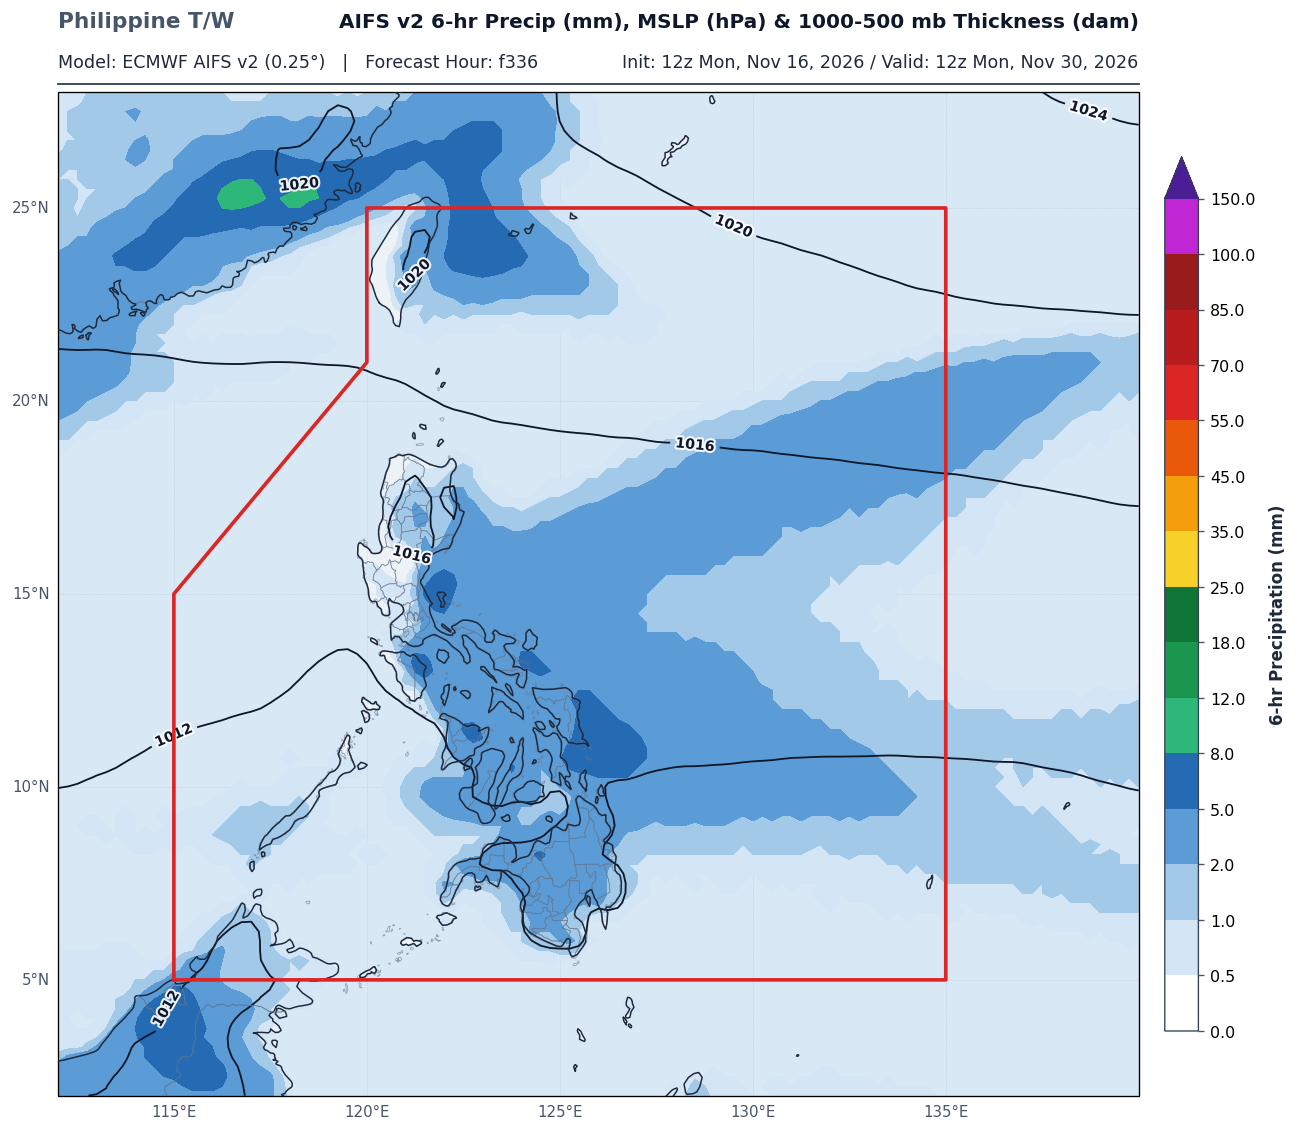 Philippine T/W
AIFS v2 6-hr Precip (mm), MSLP (hPa) & 1000-500 mb Thickness (dam)
Model: ECMWF AIFS v2 (0.25°) | Forecast Hour: f336
Init: 12z Mon, Nov 16, 2026 / Valid: 12z Mon, Nov 30, 2026
1024
1020
1020
1020
1016
1016
1012
1012
25°N
20°N
15°N
10°N
5°N
115°E
120°E
125°E
130°E
135°E
150.0
100.0
85.0
70.0
55.0
45.0
35.0
25.0
18.0
12.0
8.0
5.0
2.0
1.0
0.5
0.0
6-hr Precipitation (mm)